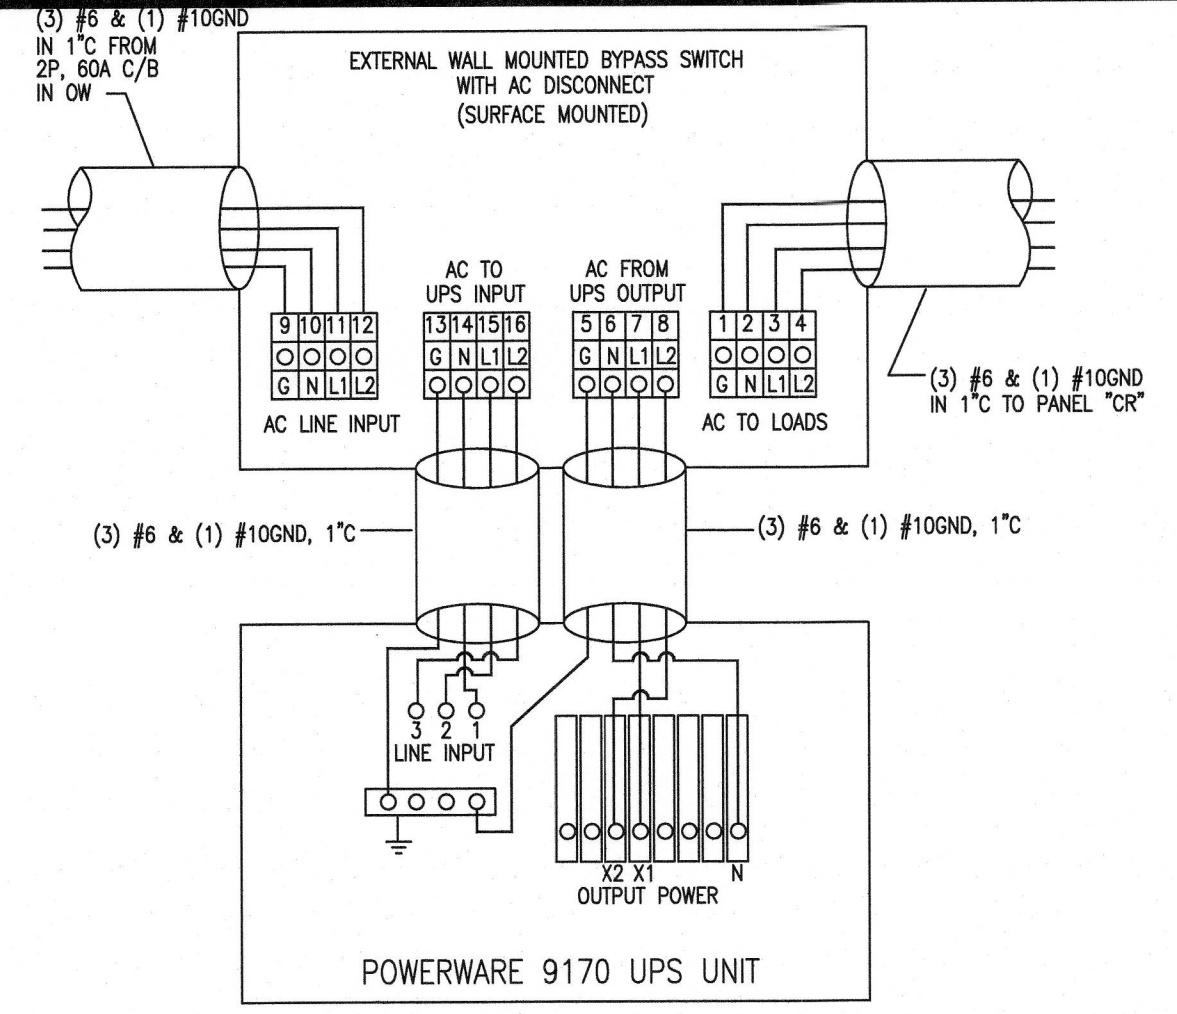 (3) #6 & (1) #10GND
IN 1"C FROM
2P, 60A C/B
IN OW
EXTERNAL WALL MOUNTED BYPASS SWITCH
WITH AC DISCONNECT
(SURFACE MOUNTED)
AC TO
UPS INPUT
AC FROM
UPS OUTPUT
9 10 11 12
G N L1 L2
AC LINE INPUT
13 14 15 16
G N L1 L2
5 6 7 8
G N L1 L2
1 2 3 4
G N L1 L2
AC TO LOADS
(3) #6 & (1) #10GND
IN 1"C TO PANEL "CR"
(3) #6 & (1) #10GND, 1"C
(3) #6 & (1) #10GND, 1"C
3 2 1
LINE INPUT
X2 X1 N
OUTPUT POWER
POWERWARE 9170 UPS UNIT